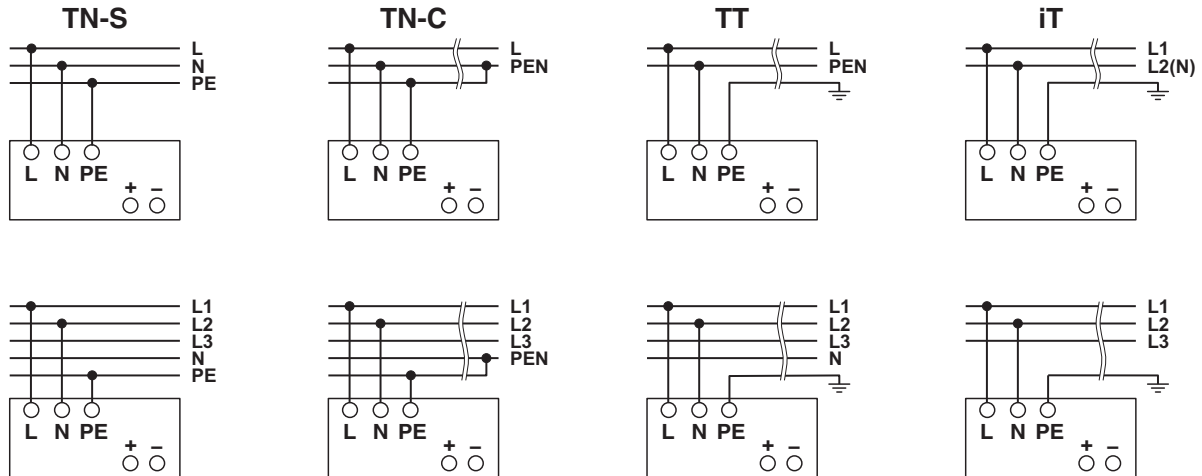 TN-S
L
N
PE
L N PE
+ –
TN-C
L
PEN
L N PE
+ –
TT
L
PEN
L N PE
+ –
iT
L1
L2(N)
L N PE
+ –
L1
L2
L3
N
PE
L N PE
+ –
L1
L2
L3
PEN
L N PE
+ –
L1
L2
L3
N
L N PE
+ –
L1
L2
L3
L N PE
+ –